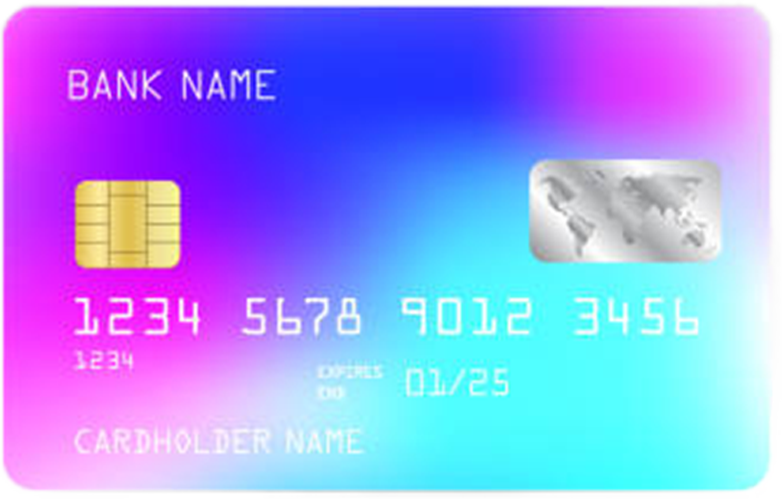 BANK NAME
1234 5678 9012 3456
1234
EXPIRES
END 01/25
CARDHOLDER NAME